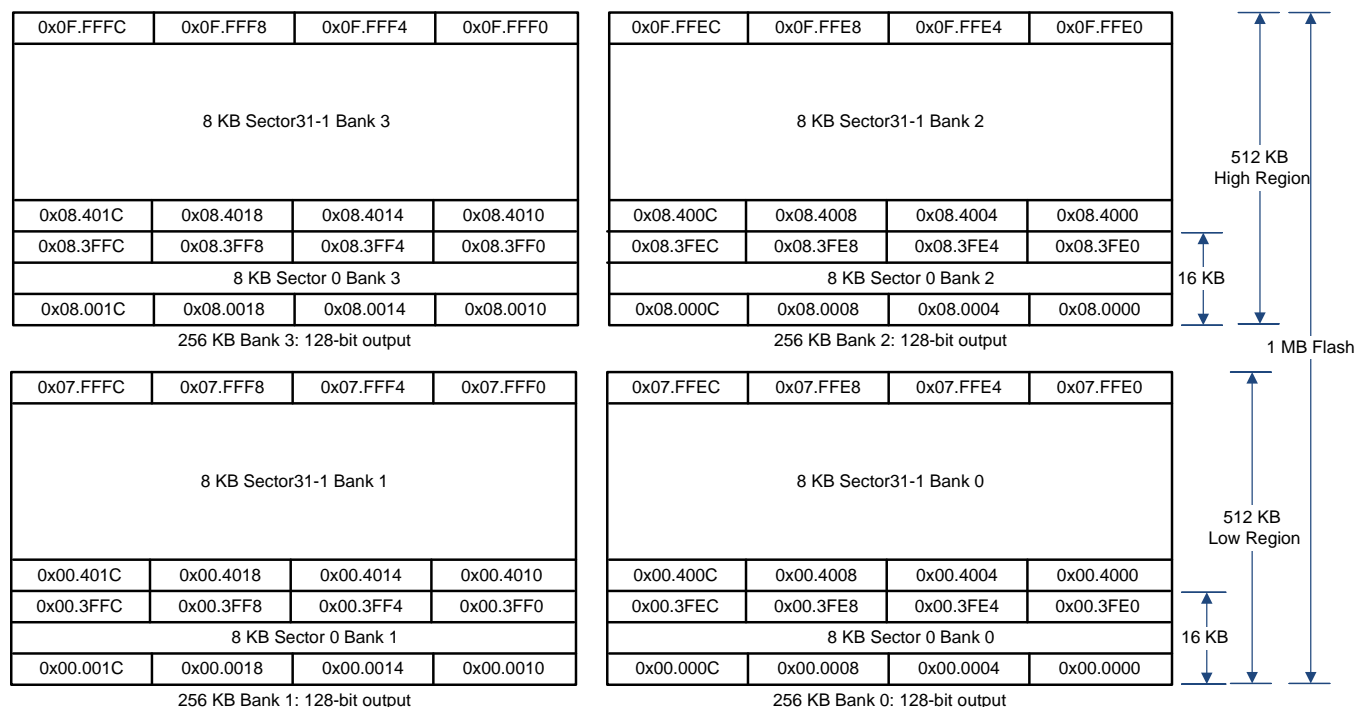 0x0F.FFFC 0x0F.FFF8 0x0F.FFF4 0x0F.FFF0 0x0F.FFEC 0x0F.FFE8 0x0F.FFE4 0x0F.FFE0
8 KB Sector31-1 Bank 3 8 KB Sector31-1 Bank 2
512 KB
High Region
0x08.401C 0x08.4018 0x08.4014 0x08.4010 0x08.400C 0x08.4008 0x08.4004 0x08.4000
0x08.3FFC 0x08.3FF8 0x08.3FF4 0x08.3FF0 0x08.3FEC 0x08.3FE8 0x08.3FE4 0x08.3FE0
8 KB Sector 0 Bank 3 8 KB Sector 0 Bank 2 16 KB
0x08.001C 0x08.0018 0x08.0014 0x08.0010 0x08.000C 0x08.0008 0x08.0004 0x08.0000
256 KB Bank 3: 128-bit output 256 KB Bank 2: 128-bit output
1 MB Flash
0x07.FFFC 0x07.FFF8 0x07.FFF4 0x07.FFF0 0x07.FFEC 0x07.FFE8 0x07.FFE4 0x07.FFE0
8 KB Sector31-1 Bank 1 8 KB Sector31-1 Bank 0
512 KB
Low Region
0x00.401C 0x00.4018 0x00.4014 0x00.4010 0x00.400C 0x00.4008 0x00.4004 0x00.4000
0x00.3FFC 0x00.3FF8 0x00.3FF4 0x00.3FF0 0x00.3FEC 0x00.3FE8 0x00.3FE4 0x00.3FE0
8 KB Sector 0 Bank 1 8 KB Sector 0 Bank 0 16 KB
0x00.001C 0x00.0018 0x00.0014 0x00.0010 0x00.000C 0x00.0008 0x00.0004 0x00.0000
256 KB Bank 1: 128-bit output 256 KB Bank 0: 128-bit output